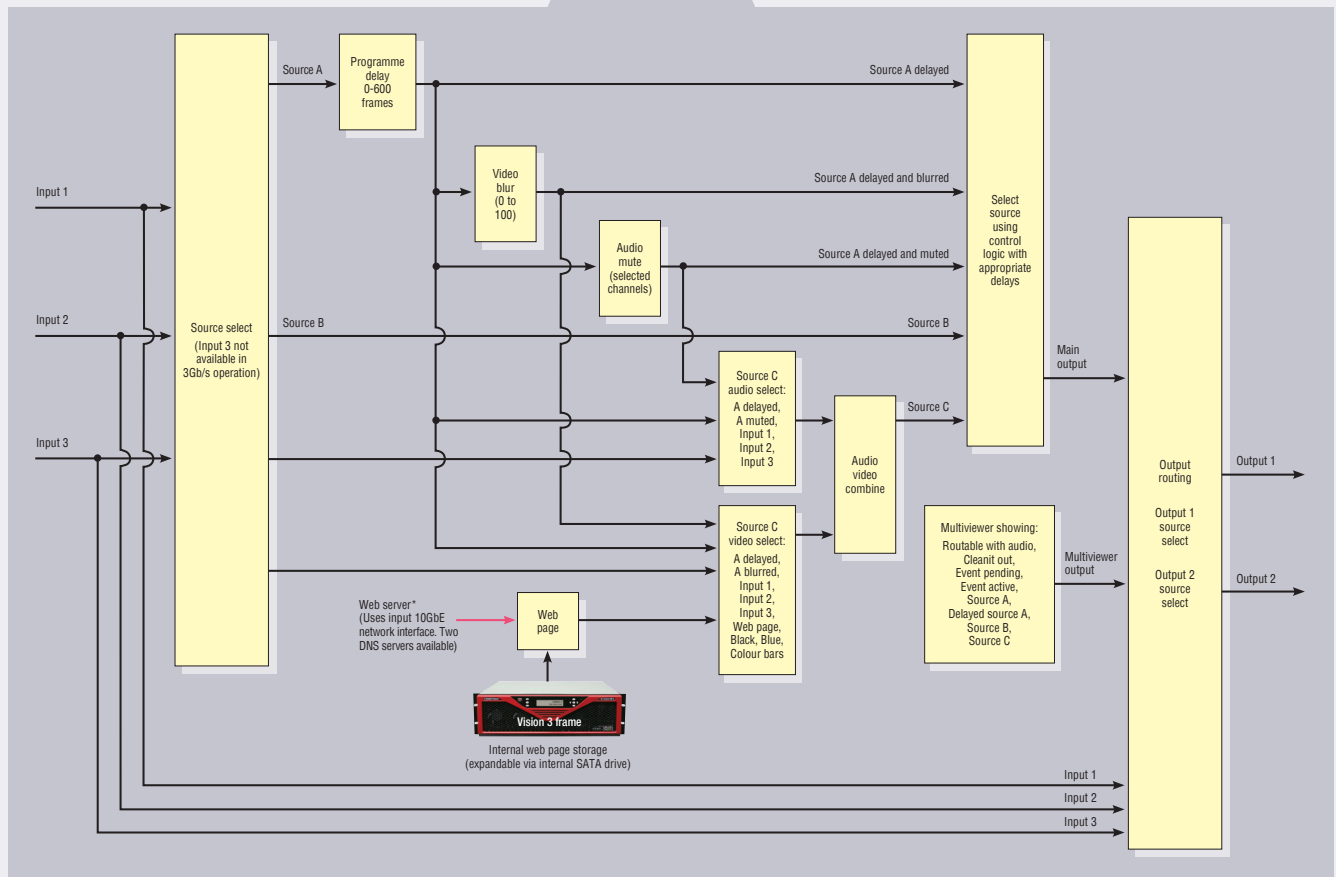 Source A
Programme
delay
0-600
frames
Source A delayed
Video
blur
(0 to
100)
Source A delayed and blurred
Input 1
Audio
mute
(selected
channels)
Source A delayed and muted
Select
source
using
control
logic with
appropriate
delays
Input 2
Source select
(Input 3 not
available in
3Gb/s operation)
Source B
Source B
Main
output
Source C
audio select:
A delayed,
A muted,
Input 1,
Input 2,
Input 3
Source C
Input 3
Audio
video
combine
Output
routing
Output 1
source
select
Output 2
source
select
Output 1
Output 2
Source C
video select:
A delayed,
A blurred,
Input 1,
Input 2,
Input 3,
Web page,
Black, Blue,
Colour bars
Multiviewer showing:
Routable with audio,
Cleanit out,
Event pending,
Event active,
Source A,
Delayed source A,
Source B,
Source C
Multiviewer
output
Web server*
(Uses input 10GbE
network interface. Two
DNS servers available)
Web
page
Vision 3 frame
Internal web page storage
(expandable via internal SATA drive)
Input 1
Input 2
Input 3